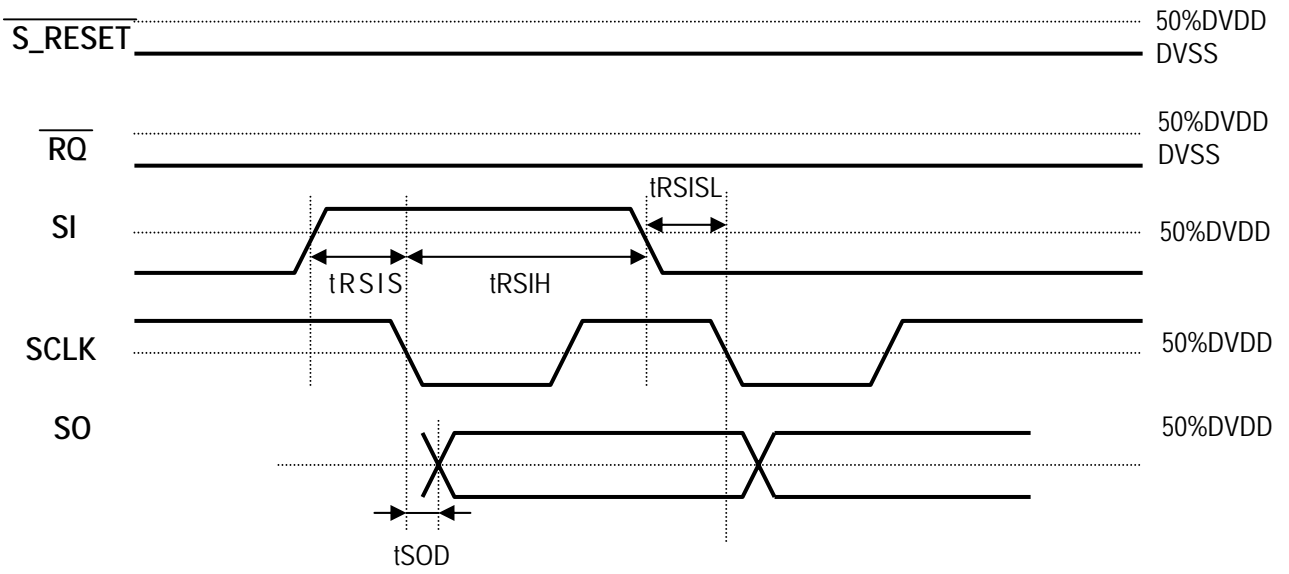 S_RESET
50%DVDD
DVSS
RQ
50%DVDD
DVSS
tRSISL
SI
50%DVDD
tRSIS
tRSIH
SCLK
50%DVDD
SO
50%DVDD
tSOD